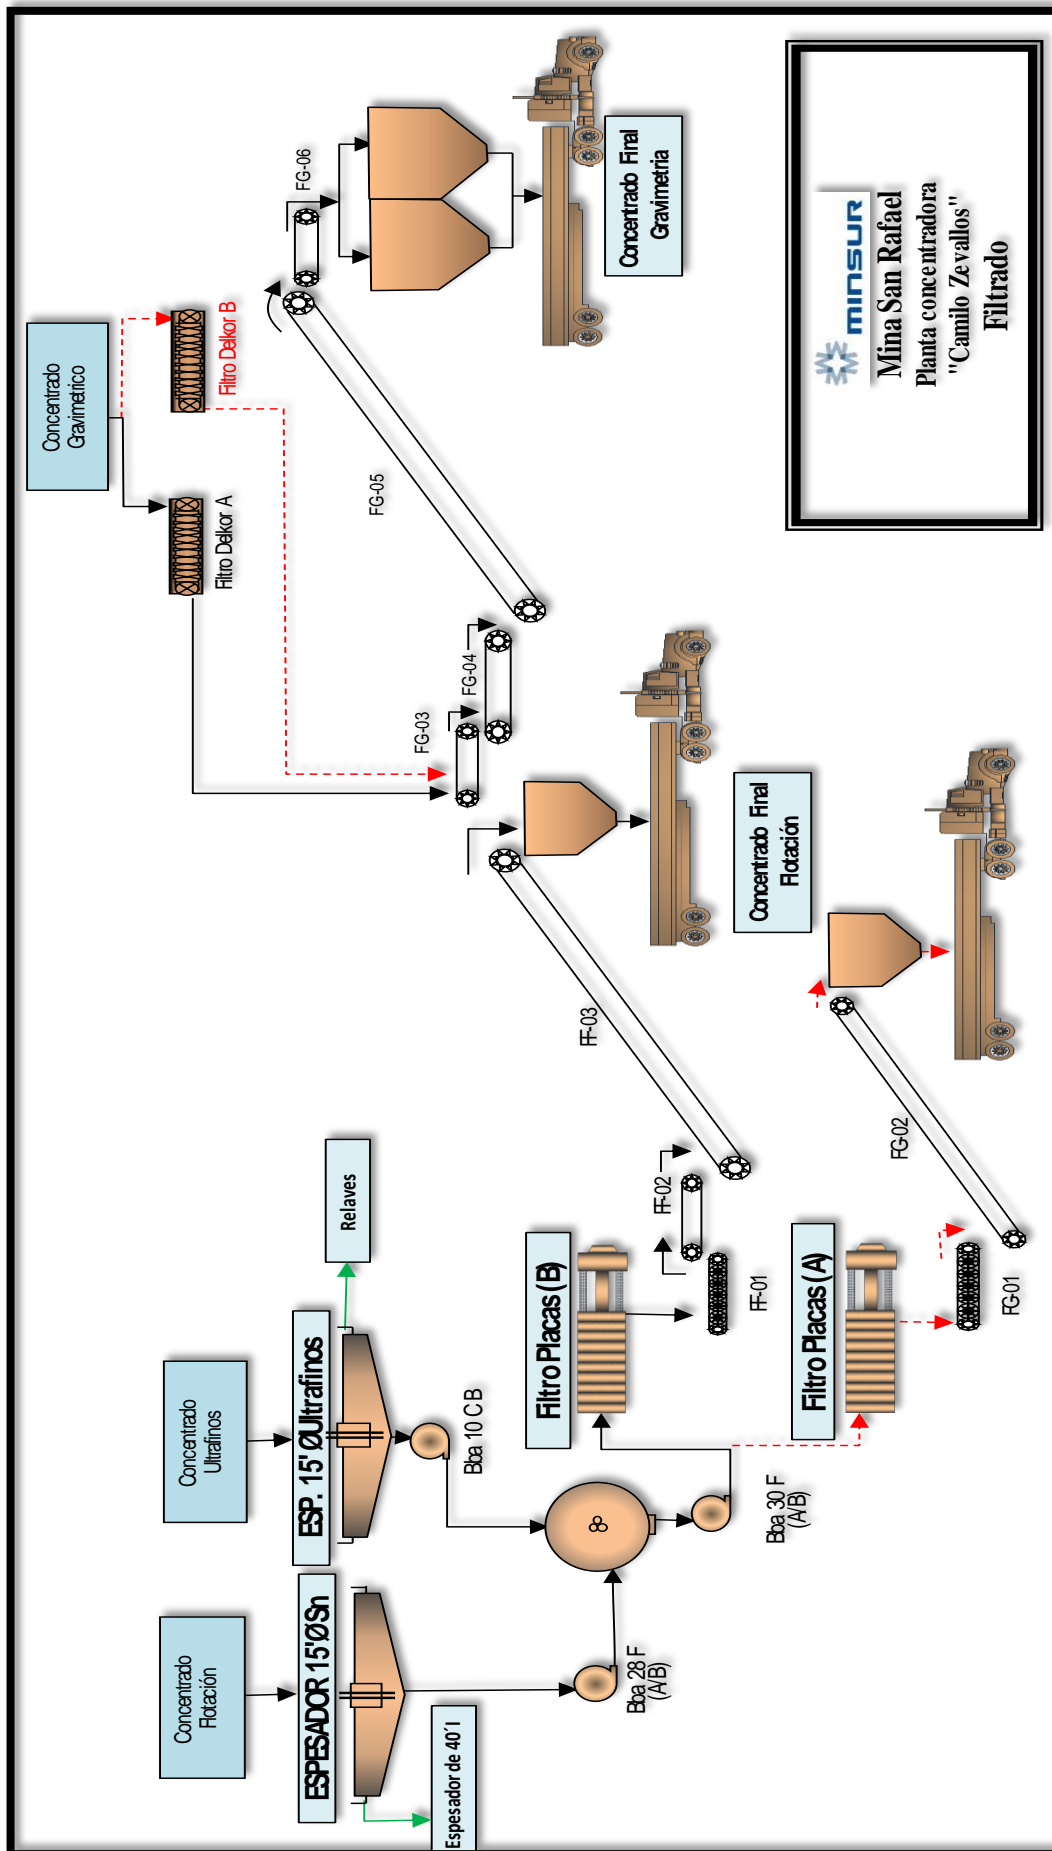 Concentrado
Flotación
ESPESADOR 15'ØSn
Espesador de 40´I
Bba 28 F
(A/B)
Concentrado
Ultrafinos
ESP. 15' ØUltrafinos
Relaves
Bba 10 C B
Bba 30 F
(A/B)
Filtro Placas (B)
FF-01
FF-02
FF-03
Filtro Placas (A)
FG-01
FG-02
Concentrado Final
Flotación
Concentrado
Gravimetrico
Filtro Delkor A
Filtro Delkor B
FG-03
FG-04
FG-05
FG-06
Concentrado Final
Gravimetria
MINSUR
Mina San Rafael
Planta concentradora
"Camilo Zevallos"
Filtrado